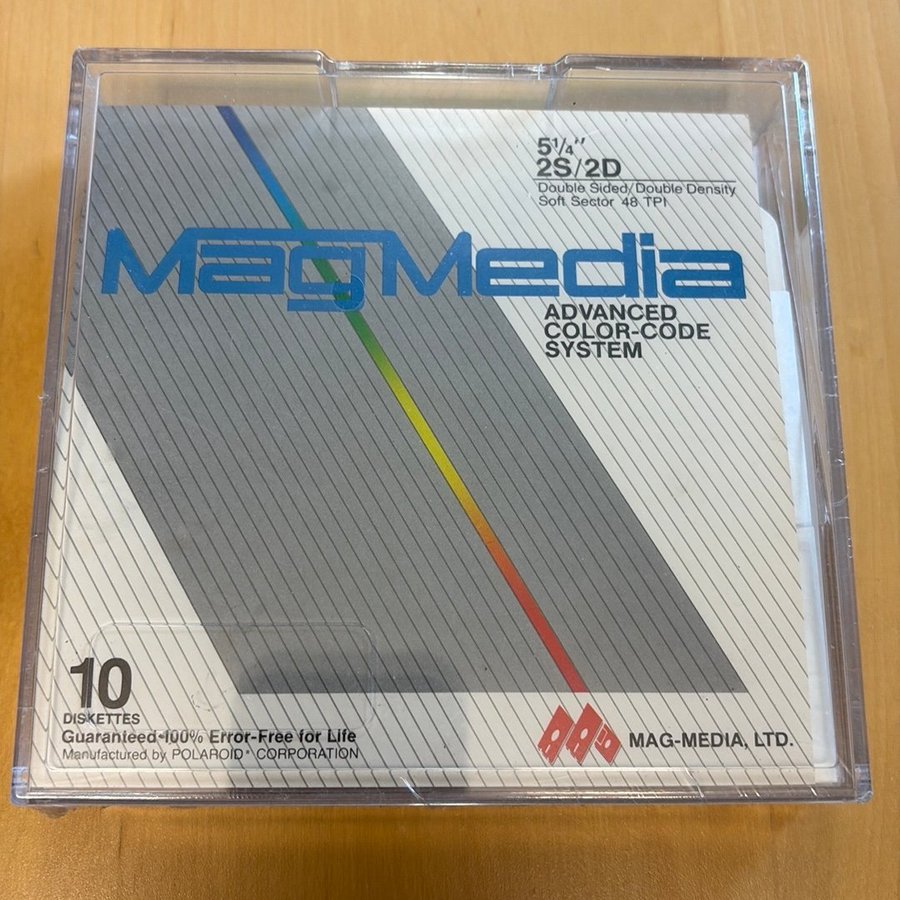 5¼"
2S/2D
Double Sided/Double Density
Soft Sector 48 TPI
MagMedia
ADVANCED
COLOR-CODE
SYSTEM
10
DISKETTES
Guaranteed•100% Error-Free for Life
Manufactured by POLAROID® CORPORATION
MAG-MEDIA, LTD.